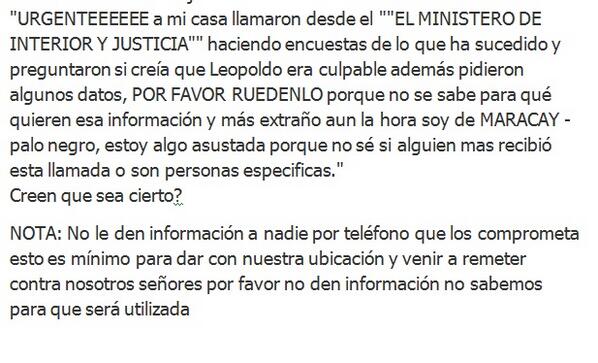 "URGENTEEEEEE a mi casa llamaron desde el ""EL MINISTERO DE
INTERIOR Y JUSTICIA"" haciendo encuestas de lo que ha sucedido y
preguntaron si creía que Leopoldo era culpable además pidieron
algunos datos, POR FAVOR RUEDENLO porque no se sabe para qué
quieren esa información y más extraño aun la hora soy de MARACAY -
palo negro, estoy algo asustada porque no sé si alguien mas recibió
esta llamada o son personas especificas."
Creen que sea cierto?
NOTA: No le den información a nadie por teléfono que los comprometa
esto es mínimo para dar con nuestra ubicación y venir a remeter
contra nosotros señores por favor no den información no sabemos
para que será utilizada